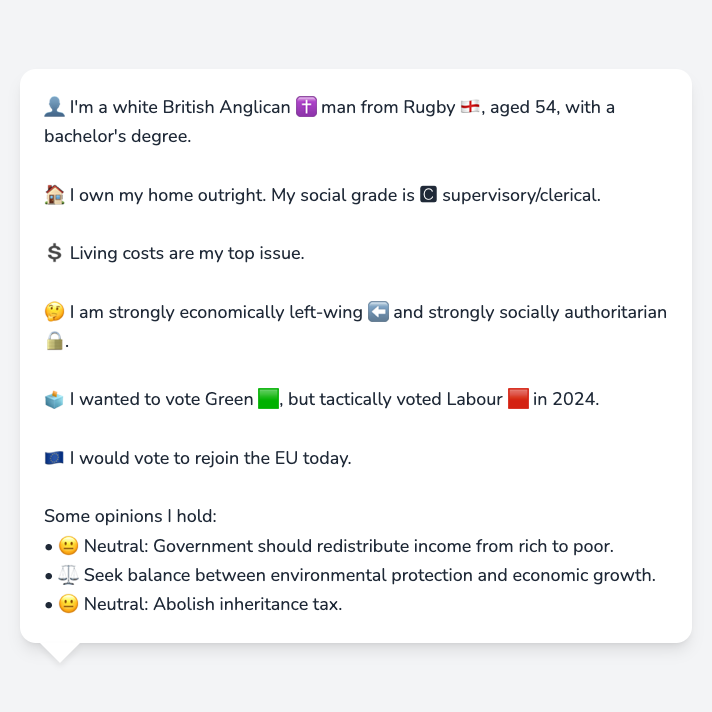 👤 I'm a white British Anglican ✝️ man from Rugby 🏴󠁧󠁢󠁥󠁮󠁧󠁿, aged 54, with a
bachelor's degree.
🏠 I own my home outright. My social grade is 🅲 supervisory/clerical.
💲 Living costs are my top issue.
🤔 I am strongly economically left-wing ⬅️ and strongly socially authoritarian
🔒.
🗳️ I wanted to vote Green 🟩, but tactically voted Labour 🟥 in 2024.
🇪🇺 I would vote to rejoin the EU today.
Some opinions I hold:
• 😐 Neutral: Government should redistribute income from rich to poor.
• ⚖️ Seek balance between environmental protection and economic growth.
• 😐 Neutral: Abolish inheritance tax.